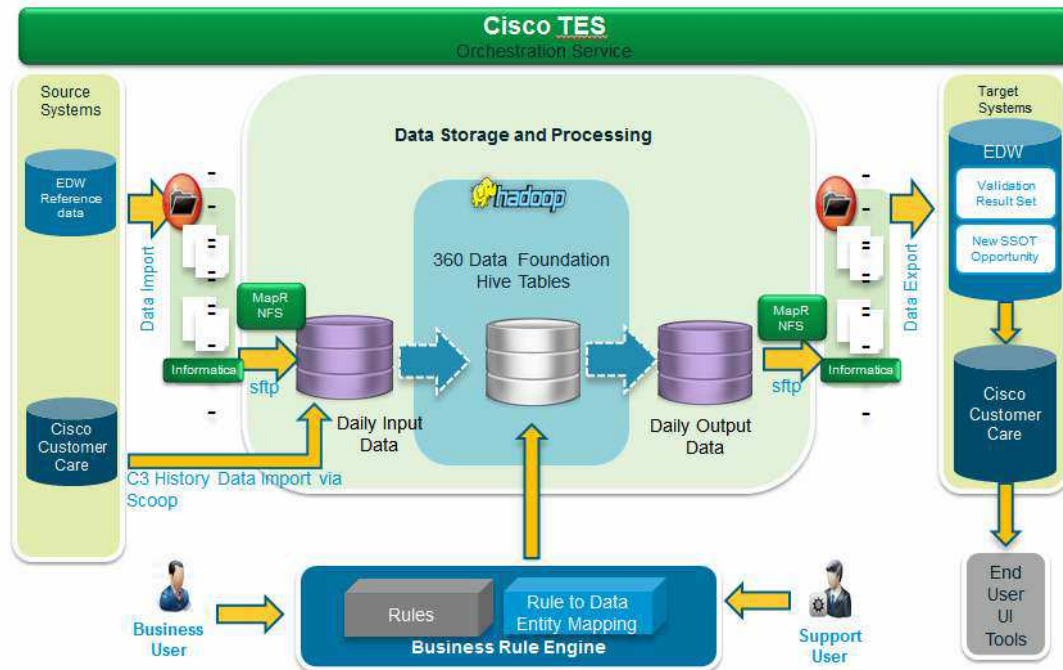 Cisco TES
Orchestration Service
Source
Systems
EDW
Reference
data
Data Import
Informatica
MapR
NFS
sftp
Cisco
Customer
Care
C3 History Data Import via
Scoop
Data Storage and Processing
hadoop
360 Data Foundation
Hive Tables
Daily Input
Data
Daily Output
Data
MapR
NFS
sftp
Informatica
Data Export
Target
Systems
EDW
Validation
Result Set
New SSOT
Opportunity
Cisco
Customer
Care
End
User
UI
Tools
Business
User
Rules
Rule to Data
Entity Mapping
Business Rule Engine
Support
User